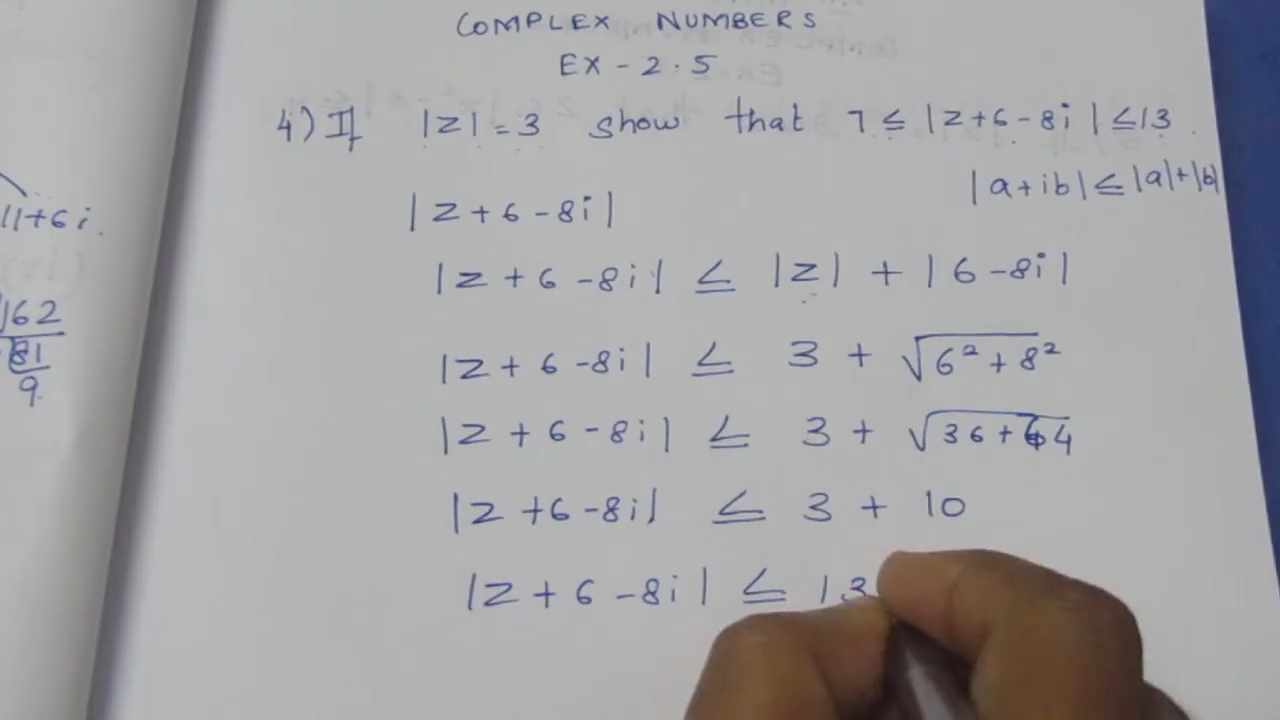 COMPLEX NUMBERS
EX - 2.5
4) If |z| = 3 show that 7 ≤ |z+6-8i| ≤ 13
|a+ib| ≤ |a|+|b|
|z+6-8i|
|z+6-8i| ≤ |z| + |6-8i|
|z+6-8i| ≤ 3 + √6²+8²
|z+6-8i| ≤ 3 + √36+64
|z+6-8i| ≤ 3 + 10
|z+6-8i| ≤ 13
11+6i.
162
81
9